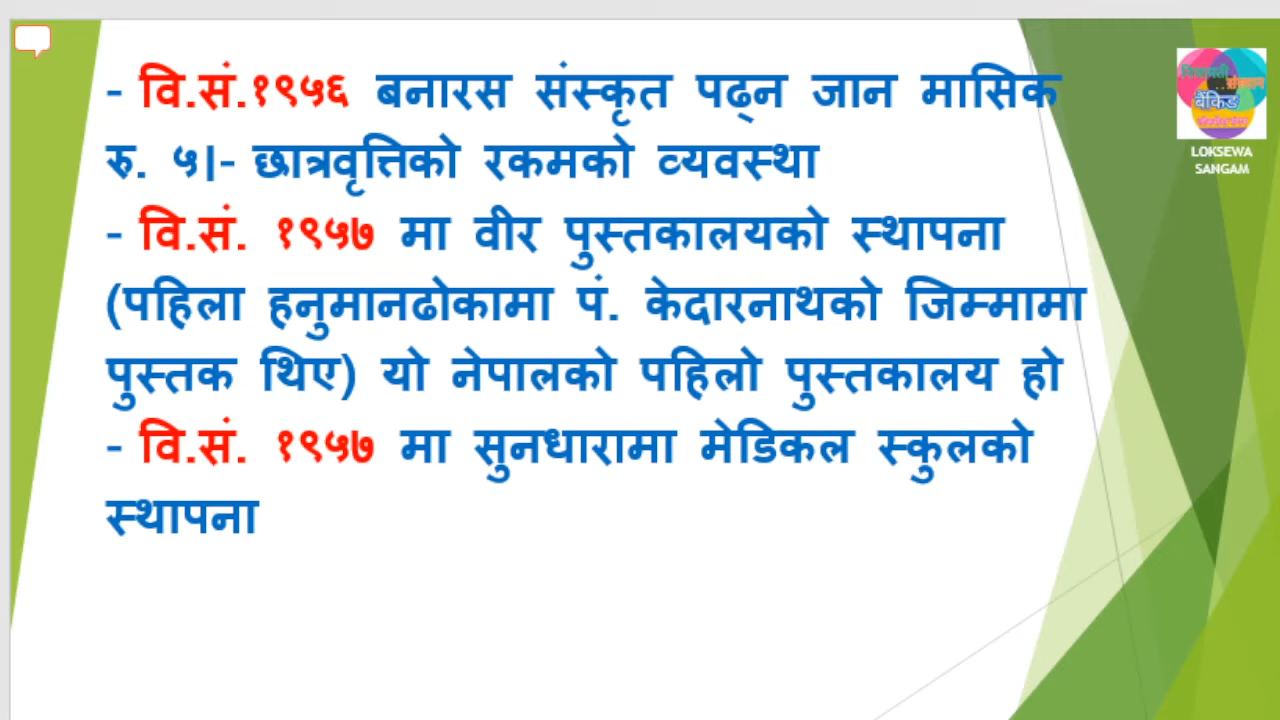 - वि.सं.१९५६ बनारस संस्कृत पढ्न जान मासिक
रु. ५।- छात्रवृत्तिको रकमको व्यवस्था
- वि.सं. १९५७ मा वीर पुस्तकालयको स्थापना
(पहिला हनुमानढोकामा पं. केदारनाथको जिम्मामा
पुस्तक थिए) यो नेपालको पहिलो पुस्तकालय हो
- वि.सं. १९५७ मा सुनधारामा मेडिकल स्कुलको
स्थापना
बैंकिङ
LOKSEWA
SANGAM